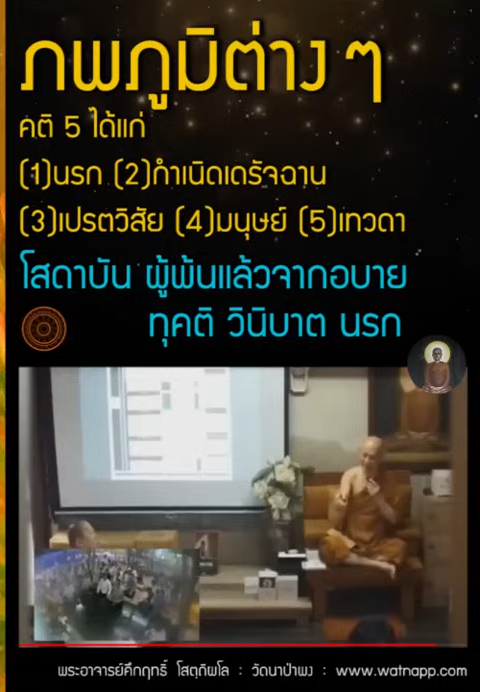 ภพภูมิต่าง ๆ
คติ 5 ได้แก่
(1)นรก (2)กำเนิดเดรัจฉาน
(3)เปรตวิสัย (4)มนุษย์ (5)เทวดา
โสดาบัน ผู้พ้นแล้วจากอบาย
ทุคติ วินิบาต นรก
พระอาจารย์คึกฤทธิ์ โสตฺถิผโล : วัดนาป่าพง : www.watnapp.com